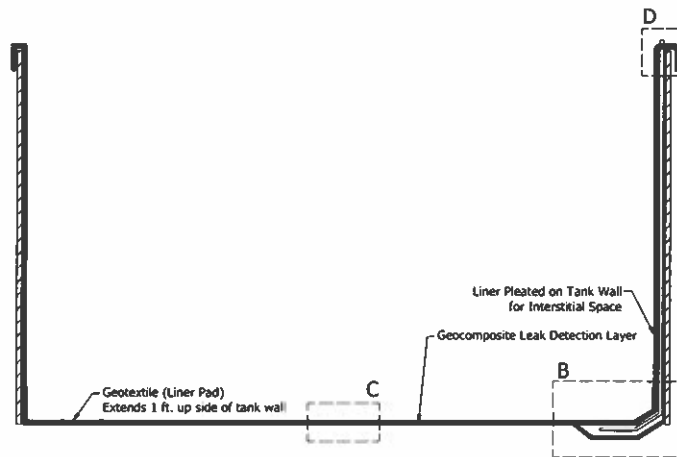 D
Liner Pleated on Tank Wall
for Interstitial Space
Geocomposite Leak Detection Layer
B
C
Geotextile (Liner Pad)
Extends 1 ft. up side of tank wall